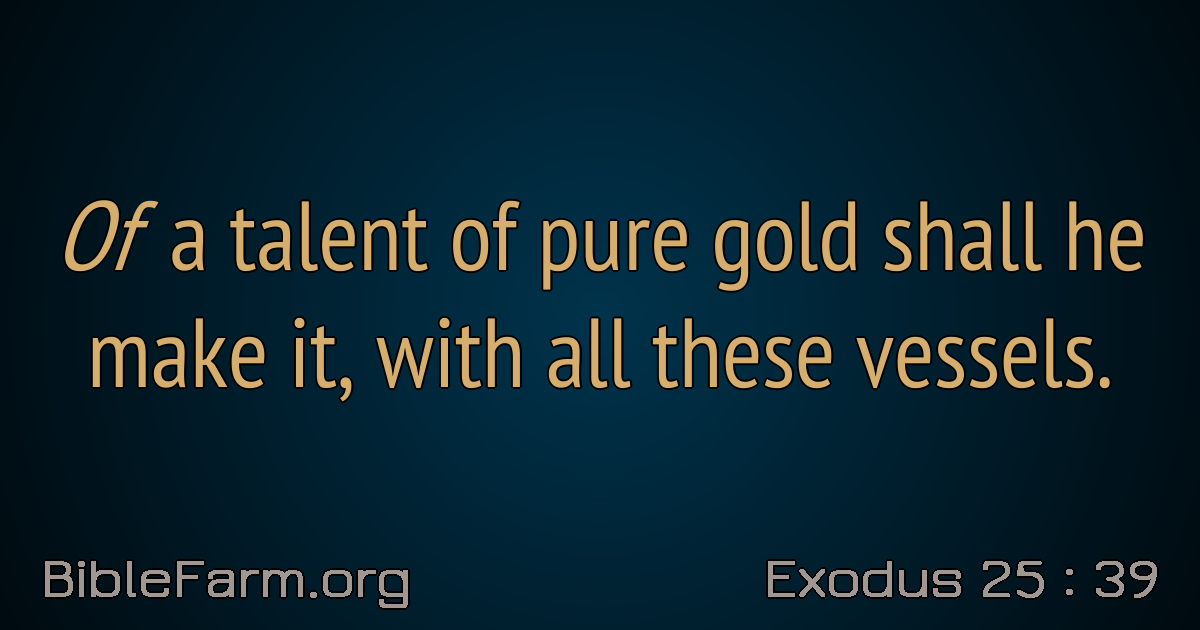 Of a talent of pure gold shall he
make it, with all these vessels.
BibleFarm.org
Exodus 25 : 39